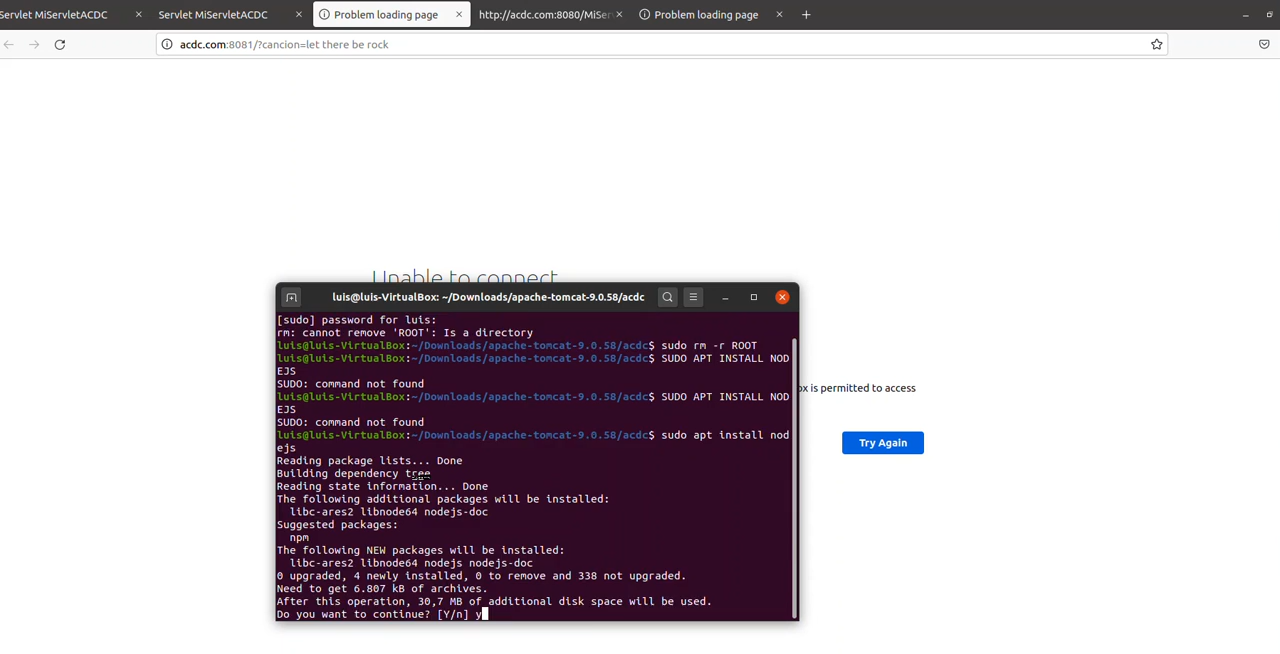 Servlet MiServletACDC
Servlet MiServletACDC
Problem loading page
http://acdc.com:8080/MiSer
Problem loading page
acdc.com:8081/?cancion=let there be rock
Unable to connect
luis@luis-VirtualBox: ~/Downloads/apache-tomcat-9.0.58/acdc
[sudo] password for luis:
rm: cannot remove 'ROOT': Is a directory
luis@luis-VirtualBox:~/Downloads/apache-tomcat-9.0.58/acdc$ sudo rm -r ROOT
luis@luis-VirtualBox:~/Downloads/apache-tomcat-9.0.58/acdc$ SUDO APT INSTALL NOD
EJS
SUDO: command not found
luis@luis-VirtualBox:~/Downloads/apache-tomcat-9.0.58/acdc$ SUDO APT INSTALL NOD
EJS
SUDO: command not found
luis@luis-VirtualBox:~/Downloads/apache-tomcat-9.0.58/acdc$ sudo apt install nod
ejs
Reading package lists... Done
Building dependency tree
Reading state information... Done
The following additional packages will be installed:
libc-ares2 libnode64 nodejs-doc
Suggested packages:
npm
The following NEW packages will be installed:
libc-ares2 libnode64 nodejs nodejs-doc
0 upgraded, 4 newly installed, 0 to remove and 338 not upgraded.
Need to get 6.807 kB of archives.
After this operation, 30,7 MB of additional disk space will be used.
Do you want to continue? [Y/n] y
is permitted to access
Try Again